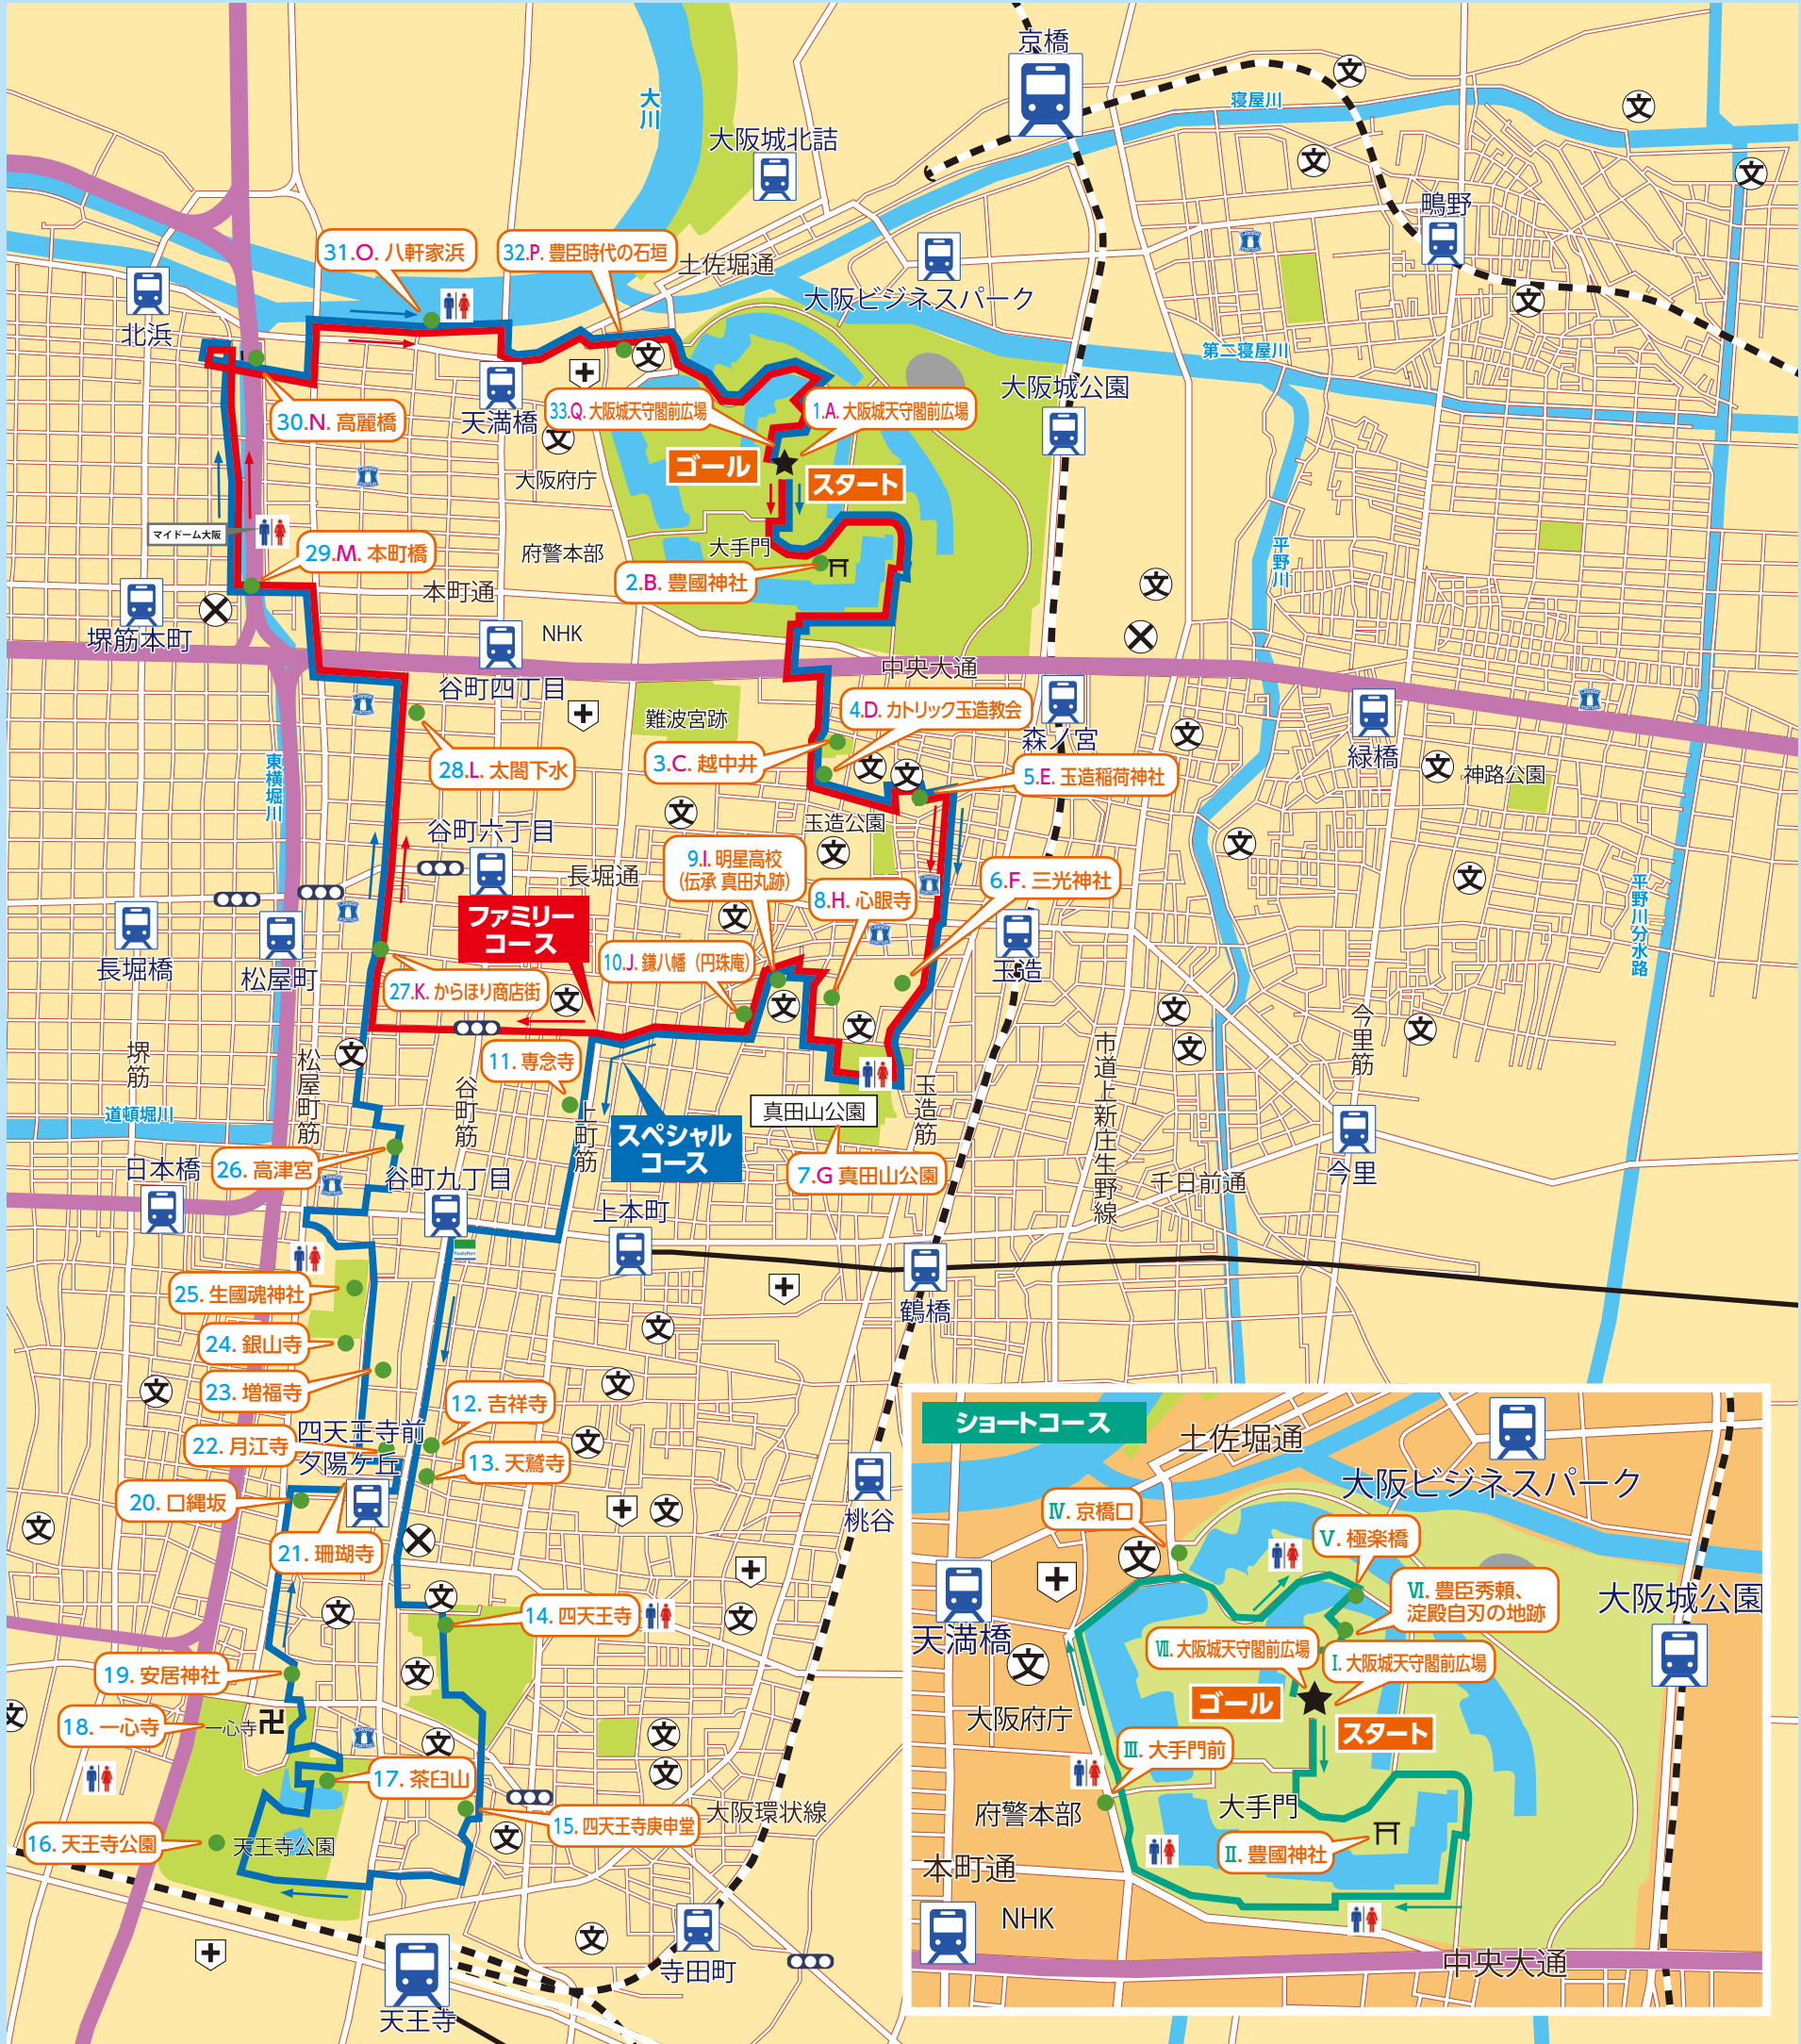 京橋
大川
寝屋川
大阪城北詰
鴫野
31.O. 八軒家浜
32.P. 豊臣時代の石垣
土佐堀通
大阪ビジネスパーク
北浜
第二寝屋川
大阪城公園
天満橋
33.Q. 大阪城天守閣前広場
1.A. 大阪城天守閣前広場
30.N. 高麗橋
ゴール
スタート
大阪府庁
マイドーム大阪
29.M. 本町橋
府警本部
大手門
平野川
2.B. 豊國神社
本町通
堺筋本町
NHK
中央大通
谷町四丁目
4.D. カトリック玉造教会
難波宮跡
森ノ宮
緑橋
3.C. 越中井
28.L. 太閤下水
5.E. 玉造稲荷神社
神路公園
東横堀川
玉造公園
谷町六丁目
9.I. 明星高校
(伝承 真田丸跡)
長堀通
8.H. 心眼寺
6.F. 三光神社
ファミリー
コース
平野川分水路
長堀橋
松屋町
10.J. 鎌八幡（円珠庵）
玉造
27.K. からほり商店街
堺筋
松屋町筋
11. 専念寺
谷町筋
上町筋
真田山公園
玉造筋
市道上新庄生野線
今里筋
道頓堀川
スペシャル
コース
日本橋
26. 高津宮
谷町九丁目
7.G 真田山公園
千日前通
今里
上本町
FamilyMart
25. 生國魂神社
鶴橋
24. 銀山寺
23. 増福寺
12. 吉祥寺
22. 月江寺
四天王寺前
夕陽ケ丘
13. 天鷲寺
20. 口縄坂
桃谷
21. 珊瑚寺
14. 四天王寺
19. 安居神社
18. 一心寺
一心寺
17. 茶臼山
15. 四天王寺庚申堂
大阪環状線
16. 天王寺公園
天王寺公園
寺田町
天王寺
ショートコース
土佐堀通
大阪ビジネスパーク
Ⅳ. 京橋口
Ⅴ. 極楽橋
Ⅵ. 豊臣秀頼、
淀殿自刃の地跡
大阪城公園
天満橋
Ⅶ. 大阪城天守閣前広場
Ⅰ. 大阪城天守閣前広場
ゴール
スタート
大阪府庁
Ⅲ. 大手門前
府警本部
大手門
Ⅱ. 豊國神社
本町通
NHK
中央大通